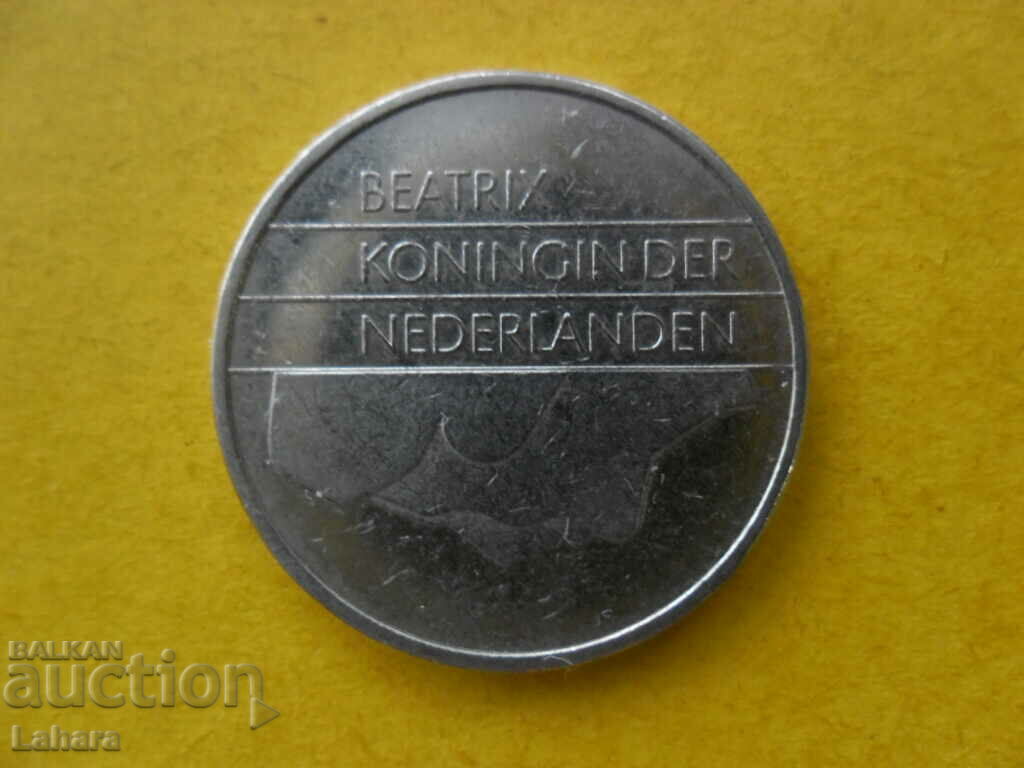 BEATRIX
KONINGIN DER
NEDERLANDEN
BALKAN
auction
Lahara